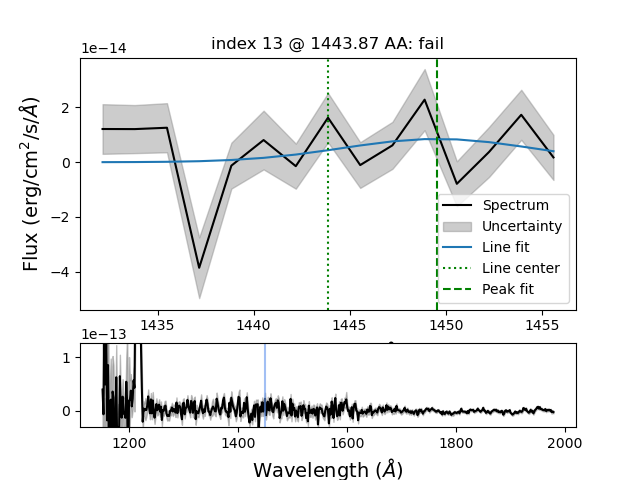 index 13 @ 1443.87 AA: fail
1e−14
Flux (erg/cm²/s/Å)
2
0
−2
−4
Spectrum
Uncertainty
Line fit
Line center
Peak fit
1435
1440
1445
1450
1455
1e−13
1
0
1200
1400
1600
1800
2000
Wavelength (Å)